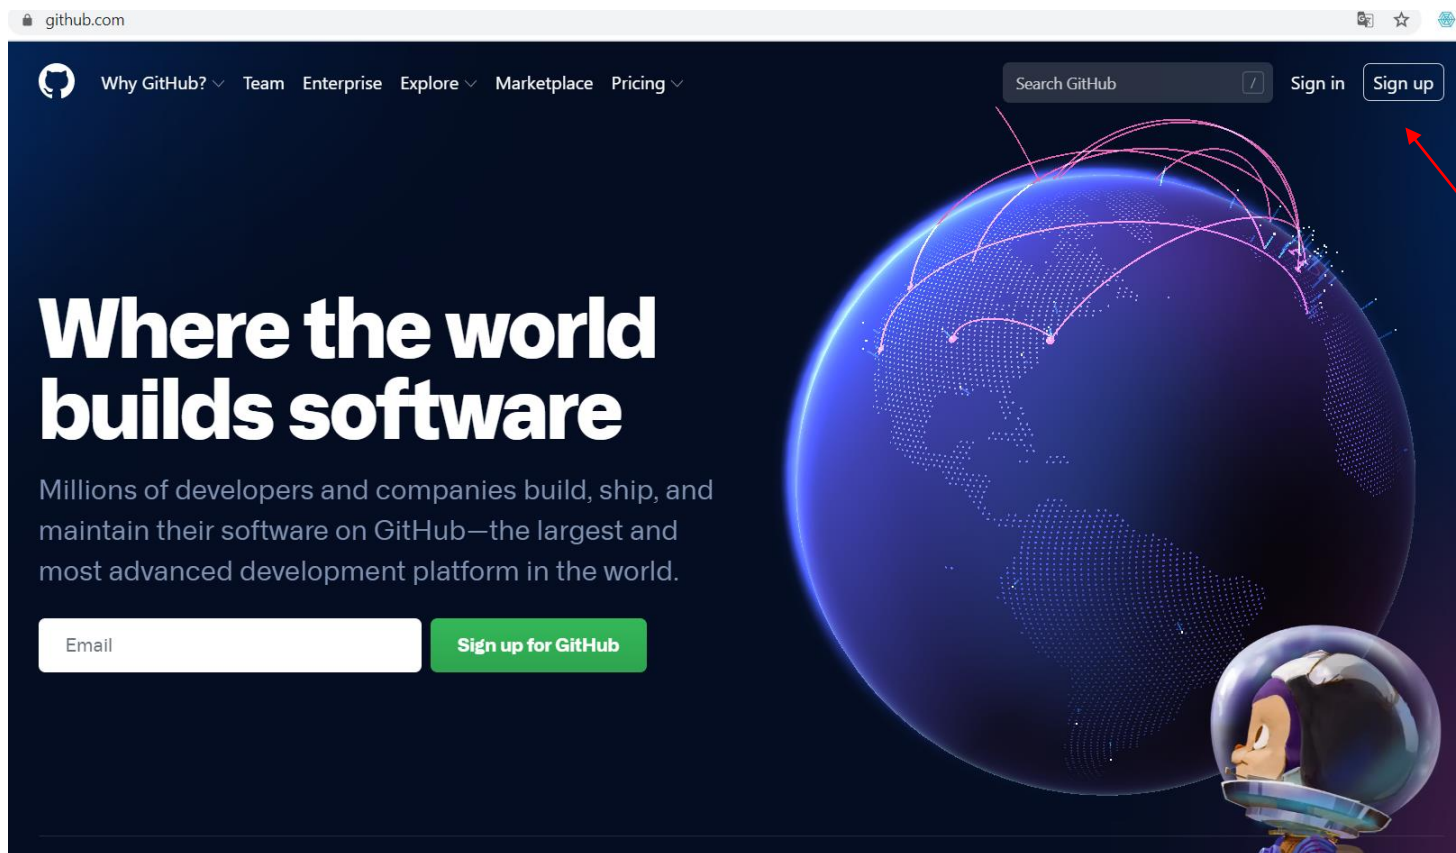 github.com
Why GitHub? Team Enterprise Explore Marketplace Pricing Search GitHub / Sign in Sign up
Where the world
builds software
Millions of developers and companies build, ship, and
maintain their software on GitHub—the largest and
most advanced development platform in the world.
Email Sign up for GitHub